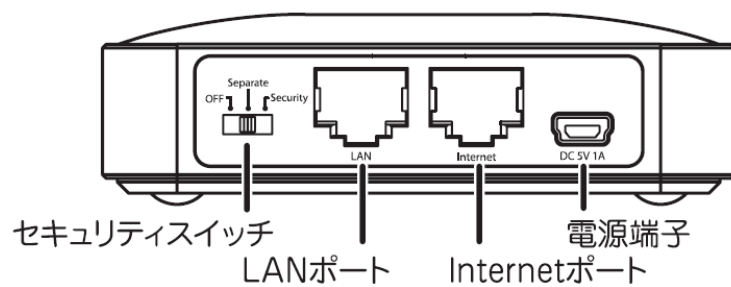 Separate
OFF
Security
LAN
Internet
DC 5V 1A
セキュリティスイッチ
電源端子
LANポート
Internetポート